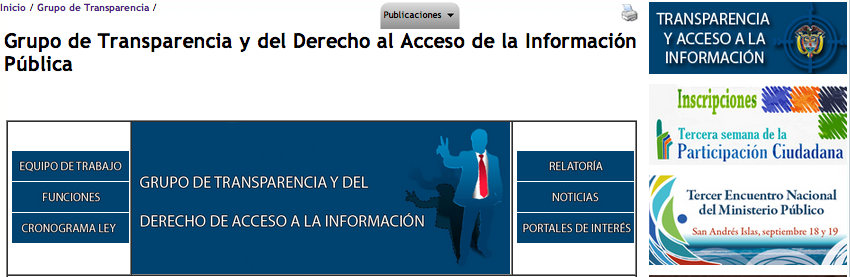 Inicio / Grupo de Transparencia /
Publicaciones
Grupo de Transparencia y del Derecho al Acceso de la Información
Pública
EQUIPO DE TRABAJO
FUNCIONES
CRONOGRAMA LEY
GRUPO DE TRANSPARENCIA Y DEL
DERECHO DE ACCESO A LA INFORMACIÓN
RELATORÍA
NOTICIAS
PORTALES DE INTERÉS
TRANSPARENCIA
Y ACCESO A LA
INFORMACIÓN
Inscripciones
Tercera semana de la
Participación Ciudadana
Tercer Encuentro Nacional
del Ministerio Público
San Andrés Islas, septiembre 18 y 19